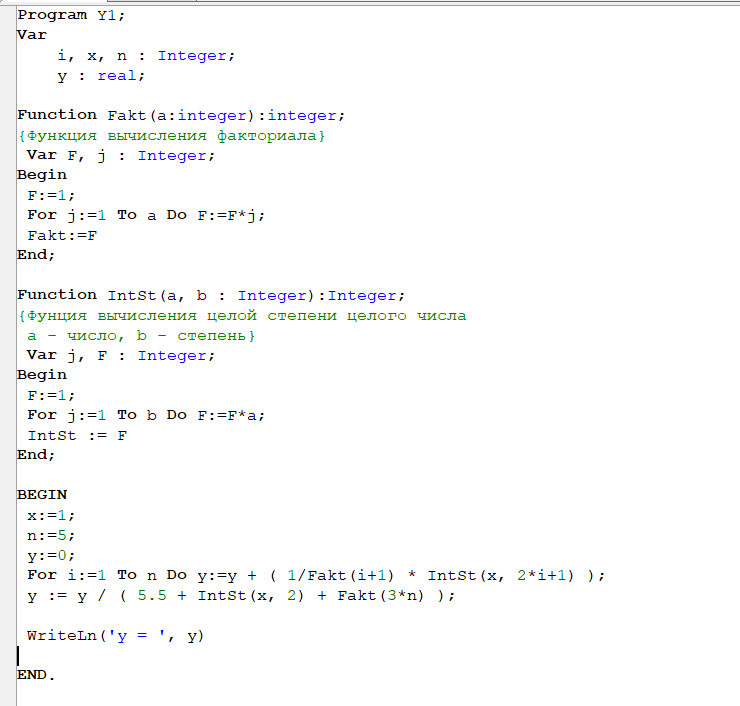 Program Y1;
Var
    i, x, n : Integer;
    y : real;

Function Fakt(a:integer):integer;
{Функция вычисления факториала}
 Var F, j : Integer;
Begin
 F:=1;
 For j:=1 To a Do F:=F*j;
 Fakt:=F
End;

Function IntSt(a, b : Integer):Integer;
{Фунция вычисления целой степени целого числа
 a - число, b - степень}
 Var j, F : Integer;
Begin
 F:=1;
 For j:=1 To b Do F:=F*a;
 IntSt := F
End;

BEGIN
 x:=1;
 n:=5;
 y:=0;
 For i:=1 To n Do y:=y + ( 1/Fakt(i+1) * IntSt(x, 2*i+1) );
 y := y / ( 5.5 + IntSt(x, 2) + Fakt(3*n) );

 WriteLn('y = ', y)

END.